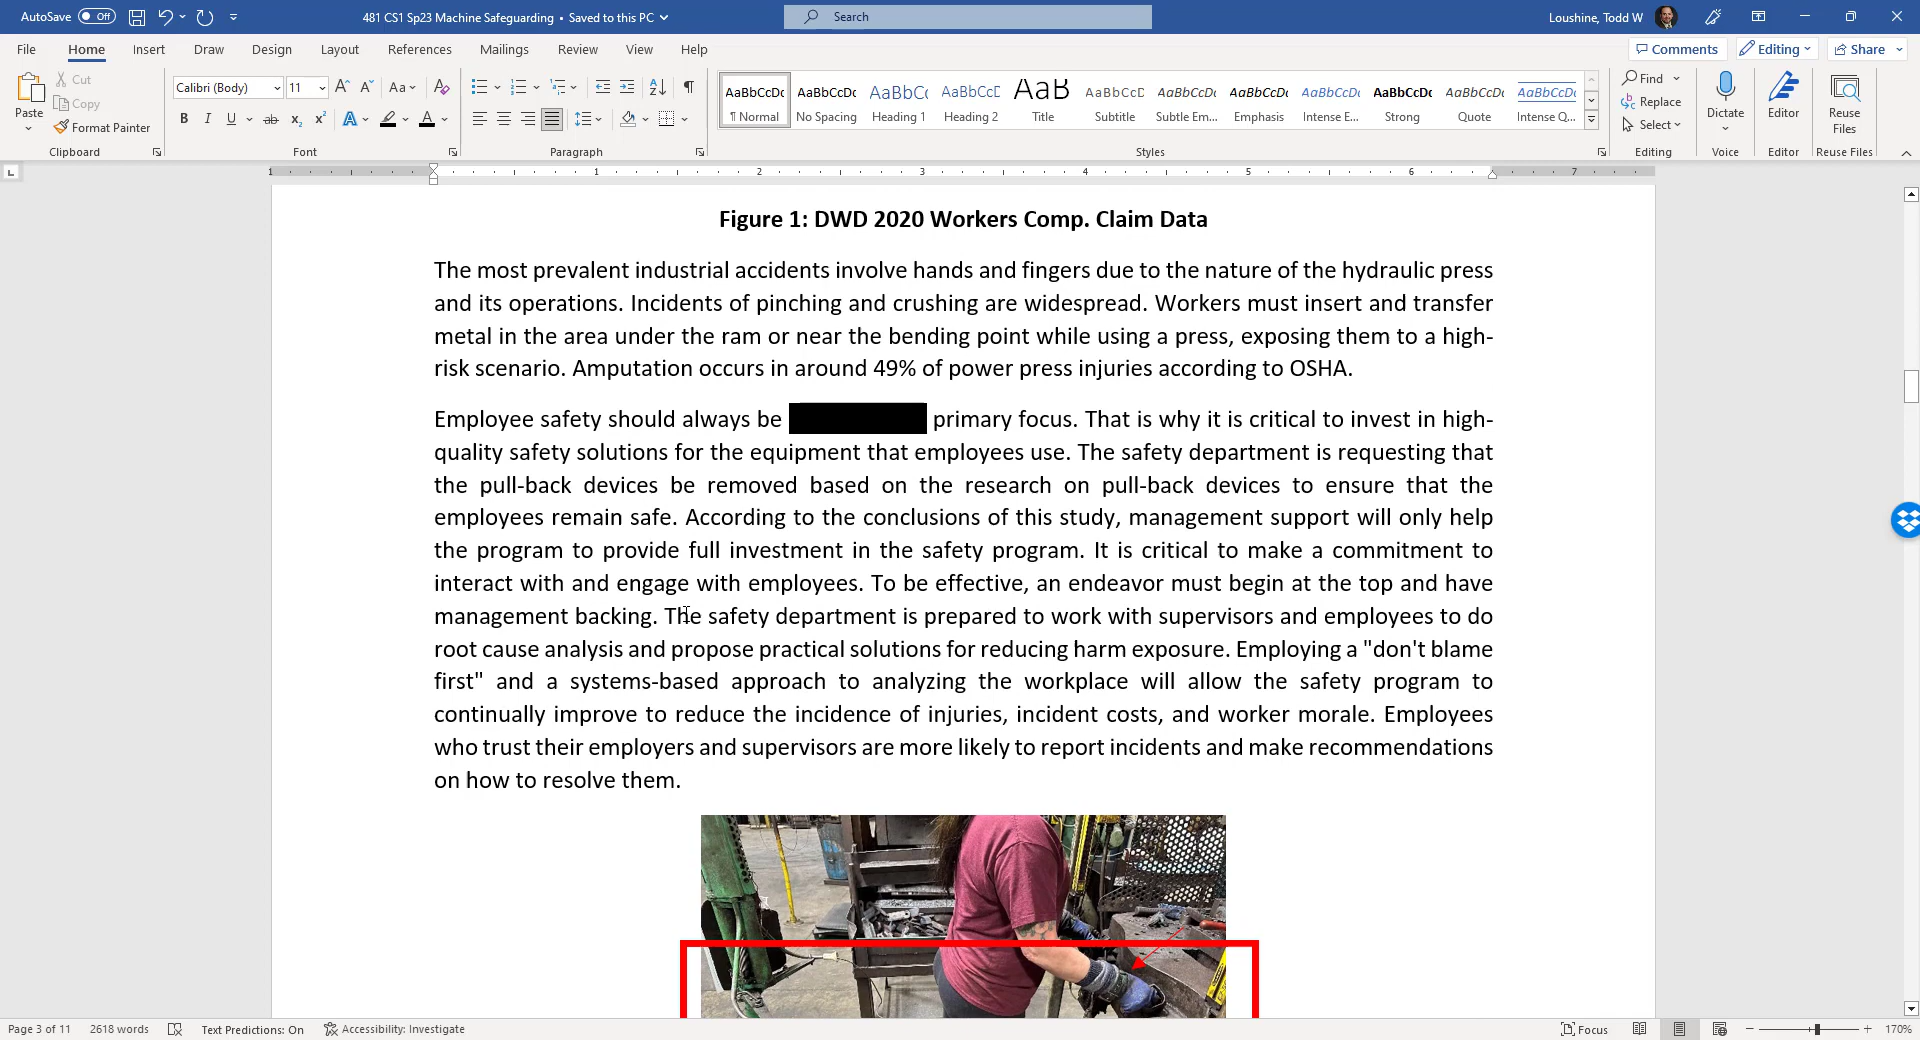 AutoSave Off 481 CS1 Sp23 Machine Safeguarding • Saved to this PC Search Loushine, Todd W
File Home Insert Draw Design Layout References Mailings Review View Help Comments Editing Share
Paste Cut Copy Format Painter
Calibri (Body) 11
AaBbCcDc AaBbCcDc AaBbCc AaBbCcD AaB AaBbCcD AaBbCcDc AaBbCcDc AaBbCcDc AaBbCcDc AaBbCcDc AaBbCcDc
¶ Normal No Spacing Heading 1 Heading 2 Title Subtitle Subtle Em... Emphasis Intense E... Strong Quote Intense Q...
Find Replace Select
Dictate Editor Reuse Files
Clipboard Font Paragraph Styles Editing Voice Editor Reuse Files
1 1 2 3 4 5 6 7
Figure 1: DWD 2020 Workers Comp. Claim Data
The most prevalent industrial accidents involve hands and fingers due to the nature of the hydraulic press
and its operations. Incidents of pinching and crushing are widespread. Workers must insert and transfer
metal in the area under the ram or near the bending point while using a press, exposing them to a high-
risk scenario. Amputation occurs in around 49% of power press injuries according to OSHA.
Employee safety should always be primary focus. That is why it is critical to invest in high-
quality safety solutions for the equipment that employees use. The safety department is requesting that
the pull-back devices be removed based on the research on pull-back devices to ensure that the
employees remain safe. According to the conclusions of this study, management support will only help
the program to provide full investment in the safety program. It is critical to make a commitment to
interact with and engage with employees. To be effective, an endeavor must begin at the top and have
management backing. The safety department is prepared to work with supervisors and employees to do
root cause analysis and propose practical solutions for reducing harm exposure. Employing a "don't blame
first" and a systems-based approach to analyzing the workplace will allow the safety program to
continually improve to reduce the incidence of injuries, incident costs, and worker morale. Employees
who trust their employers and supervisors are more likely to report incidents and make recommendations
on how to resolve them.
Page 3 of 11 2618 words Text Predictions: On Accessibility: Investigate Focus 170%